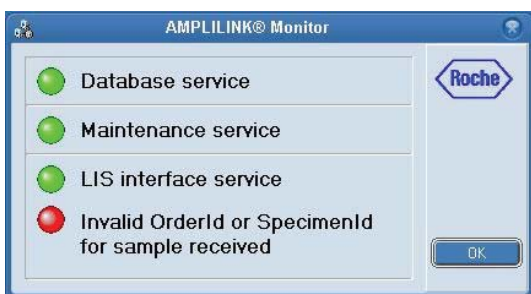 AMPLILINK® Monitor
Database service
Roche
Maintenance service
LIS interface service
Invalid OrderId or SpecimenId
for sample received
OK